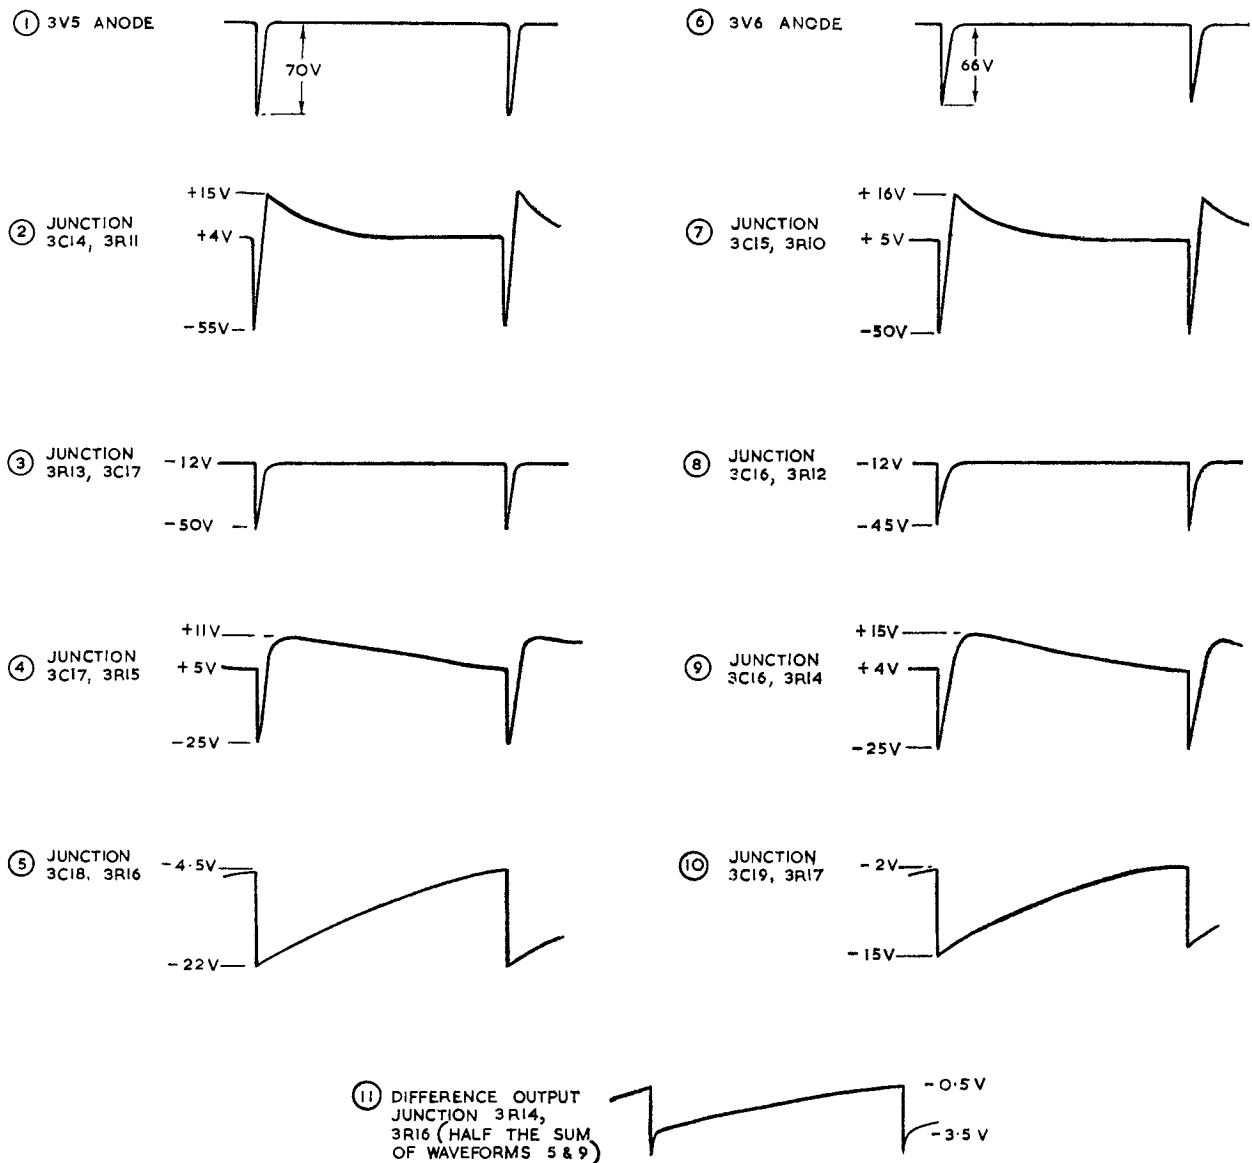 ① 3V5 ANODE
70V
② JUNCTION
3C14, 3R11
+15V
+4V
-55V
③ JUNCTION
3R13, 3C17
-12V
-50V
④ JUNCTION
3C17, 3R15
+11V
+5V
-25V
⑤ JUNCTION
3C18, 3R16
-4·5V
-22V
⑥ 3V6 ANODE
66V
⑦ JUNCTION
3C15, 3R10
+16V
+5V
-50V
⑧ JUNCTION
3C16, 3R12
-12V
-45V
⑨ JUNCTION
3C16, 3R14
+15V
+4V
-25V
⑩ JUNCTION
3C19, 3R17
-2V
-15V
⑪ DIFFERENCE OUTPUT
JUNCTION 3R14,
3R16 (HALF THE SUM
OF WAVEFORMS 5 & 9)
-0·5V
-3·5V